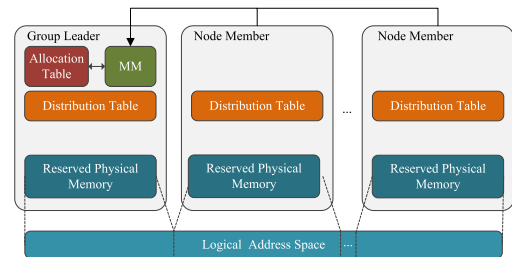 Group Leader
Node Member
Node Member
Allocation
Table
MM
Distribution Table
Distribution Table
...
Distribution Table
Reserved Physical
Memory
Reserved Physical
Memory
Reserved Physical
Memory
Logical Address Space
...